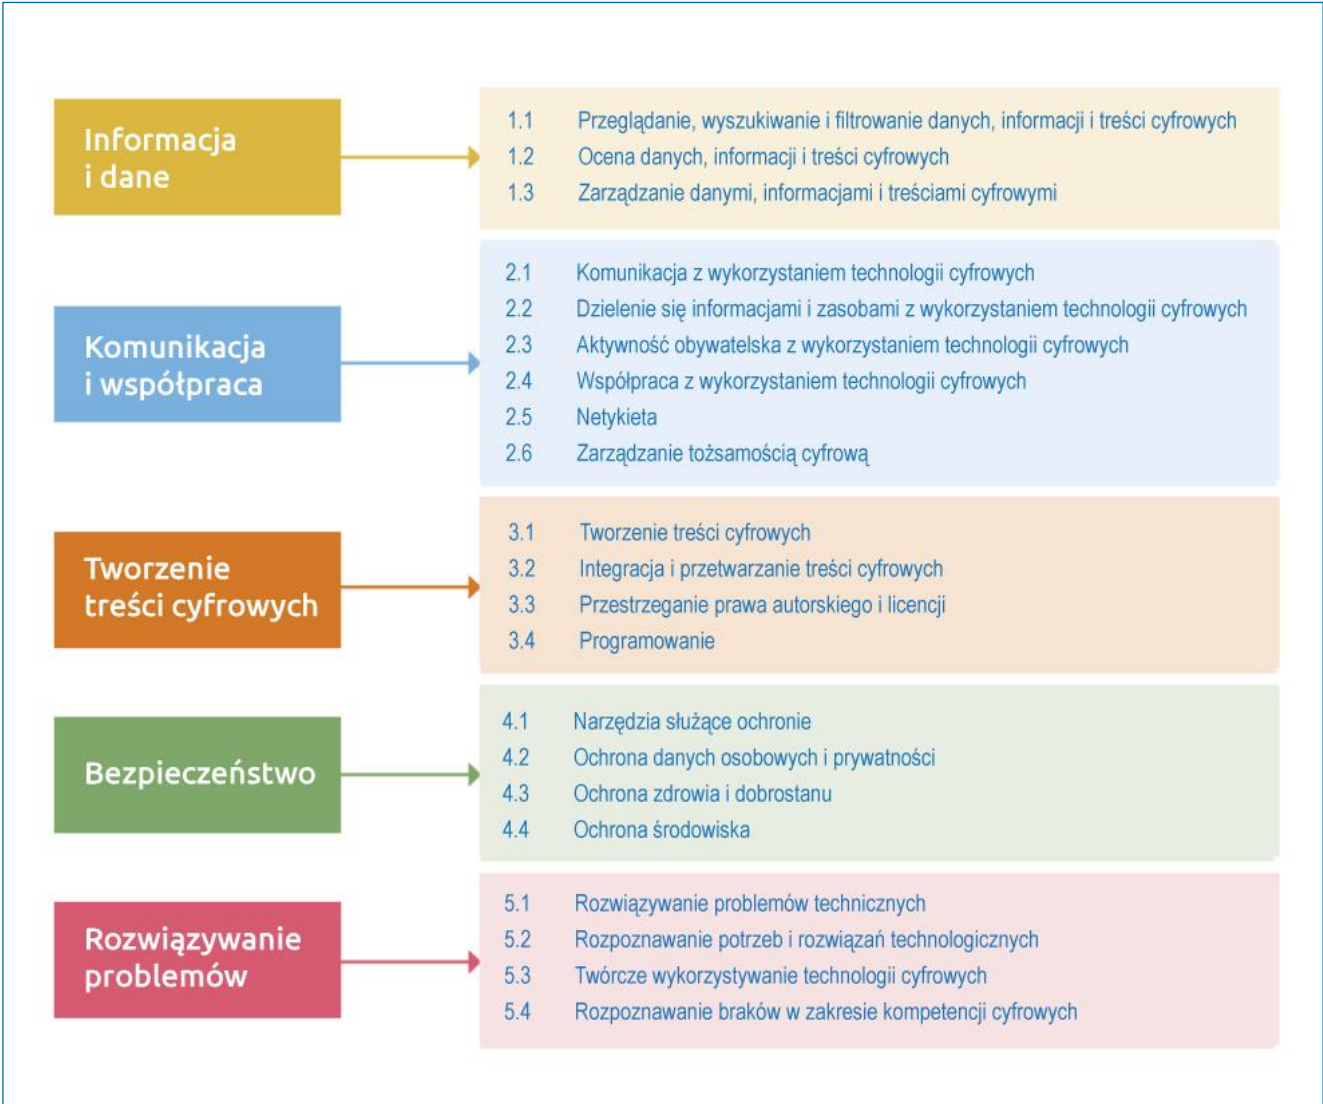 Informacja
i dane
1.1 Przeglądanie, wyszukiwanie i filtrowanie danych, informacji i treści cyfrowych
1.2 Ocena danych, informacji i treści cyfrowych
1.3 Zarządzanie danymi, informacjami i treściami cyfrowymi
Komunikacja
i współpraca
2.1 Komunikacja z wykorzystaniem technologii cyfrowych
2.2 Dzielenie się informacjami i zasobami z wykorzystaniem technologii cyfrowych
2.3 Aktywność obywatelska z wykorzystaniem technologii cyfrowych
2.4 Współpraca z wykorzystaniem technologii cyfrowych
2.5 Netykieta
2.6 Zarządzanie tożsamością cyfrową
Tworzenie
treści cyfrowych
3.1 Tworzenie treści cyfrowych
3.2 Integracja i przetwarzanie treści cyfrowych
3.3 Przestrzeganie prawa autorskiego i licencji
3.4 Programowanie
Bezpieczeństwo
4.1 Narzędzia służące ochronie
4.2 Ochrona danych osobowych i prywatności
4.3 Ochrona zdrowia i dobrostanu
4.4 Ochrona środowiska
Rozwiązywanie
problemów
5.1 Rozwiązywanie problemów technicznych
5.2 Rozpoznawanie potrzeb i rozwiązań technologicznych
5.3 Twórcze wykorzystywanie technologii cyfrowych
5.4 Rozpoznawanie braków w zakresie kompetencji cyfrowych